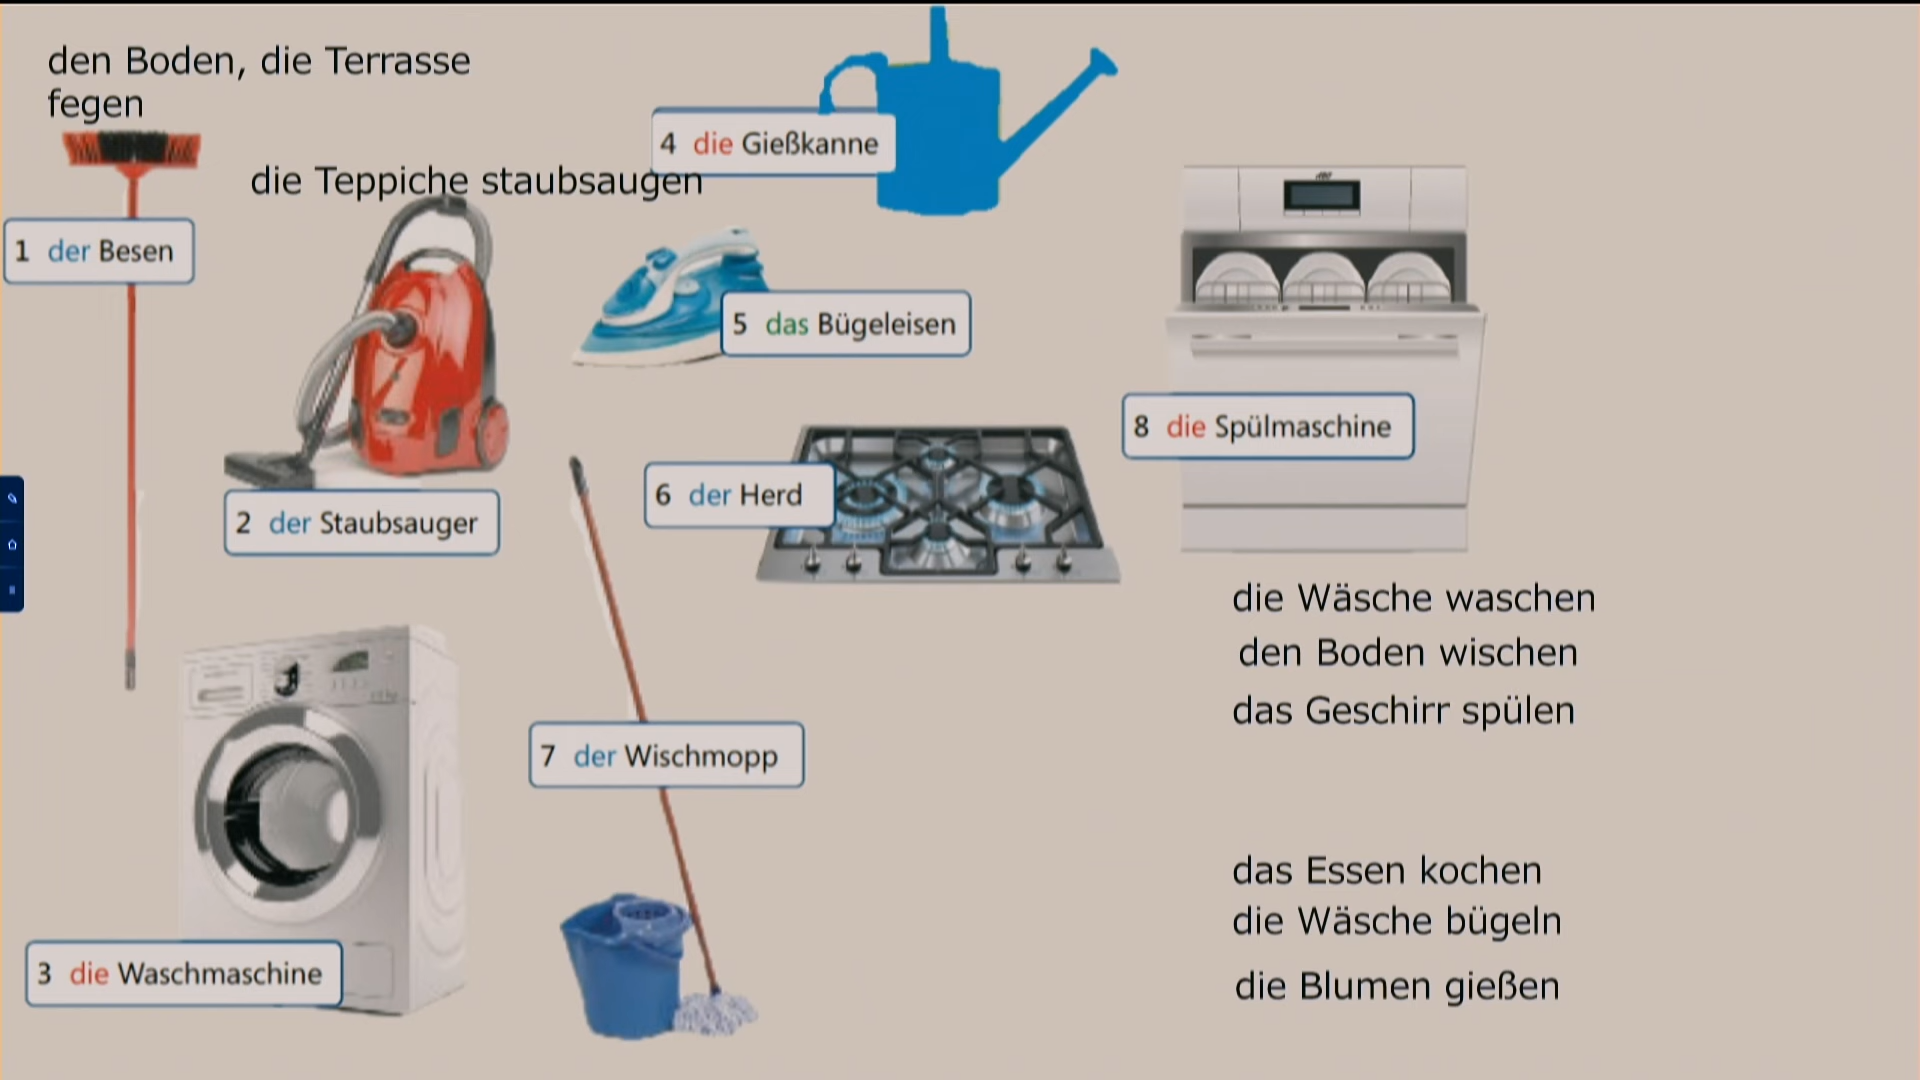 den Boden, die Terrasse
fegen
4 die Gießkanne
die Teppiche staubsaugen
1 der Besen
5 das Bügeleisen
8 die Spülmaschine
6 der Herd
2 der Staubsauger
die Wäsche waschen
den Boden wischen
das Geschirr spülen
7 der Wischmopp
das Essen kochen
die Wäsche bügeln
3 die Waschmaschine
die Blumen gießen